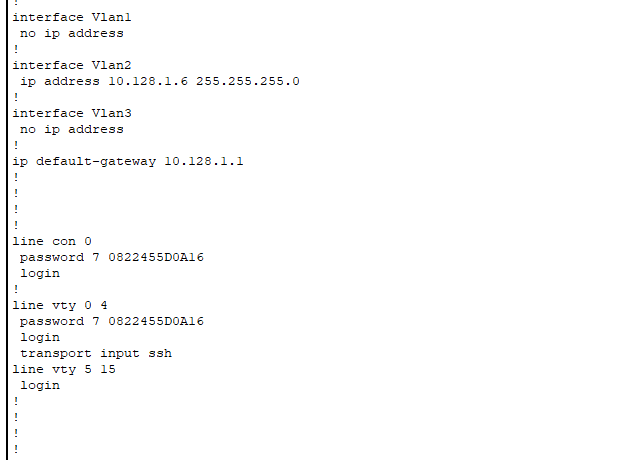 !
interface Vlan1
 no ip address
!
interface Vlan2
 ip address 10.128.1.6 255.255.255.0
!
interface Vlan3
 no ip address
!
ip default-gateway 10.128.1.1
!
!
!
!
line con 0
 password 7 0822455D0A16
 login
!
line vty 0 4
 password 7 0822455D0A16
 login
 transport input ssh
line vty 5 15
 login
!
!
!
!